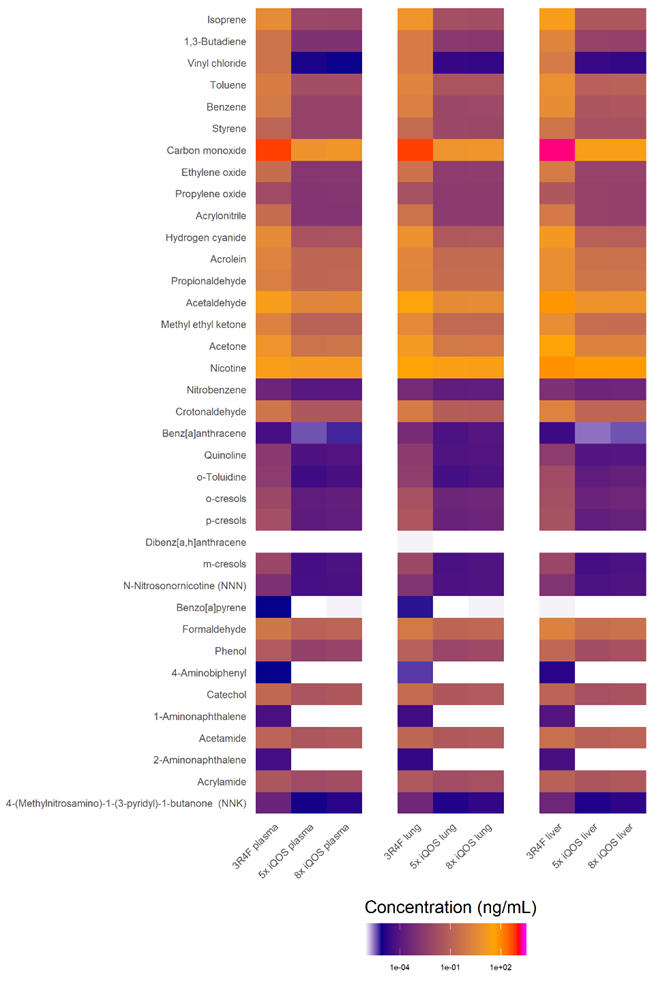 Isoprene
1,3-Butadiene
Vinyl chloride
Toluene
Benzene
Styrene
Carbon monoxide
Ethylene oxide
Propylene oxide
Acrylonitrile
Hydrogen cyanide
Acrolein
Propionaldehyde
Acetaldehyde
Methyl ethyl ketone
Acetone
Nicotine
Nitrobenzene
Crotonaldehyde
Benz[a]anthracene
Quinoline
o-Toluidine
o-cresols
p-cresols
Dibenz[a,h]anthracene
m-cresols
N-Nitrosonornicotine (NNN)
Benzo[a]pyrene
Formaldehyde
Phenol
4-Aminobiphenyl
Catechol
1-Aminonaphthalene
Acetamide
2-Aminonaphthalene
Acrylamide
4-(Methylnitrosamino)-1-(3-pyridyl)-1-butanone (NNK)
3R4F plasma
5x iQOS plasma
8x iQOS plasma
3R4F lung
5x iQOS lung
8x iQOS lung
3R4F liver
5x iQOS liver
8x iQOS liver
Concentration (ng/mL)
1e-04 1e-01 1e+02